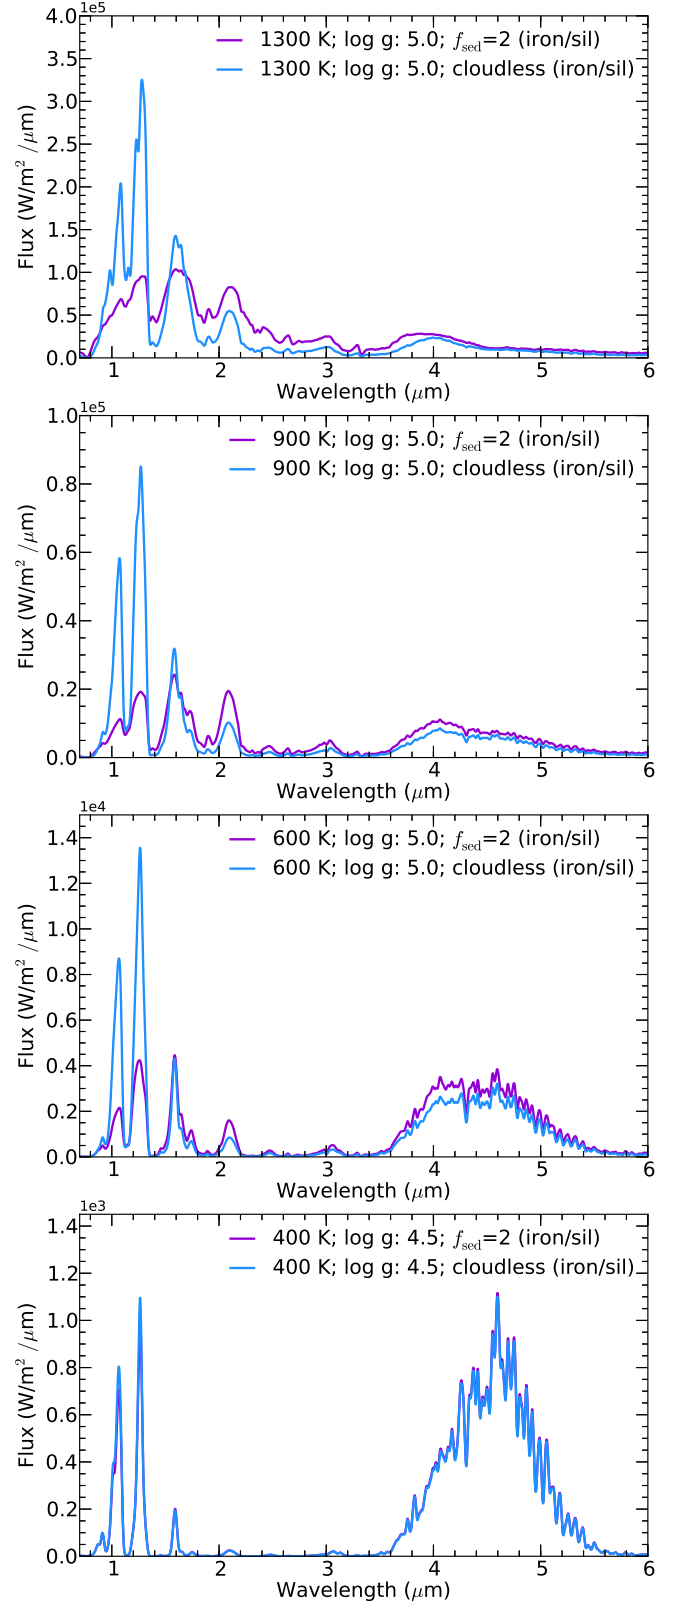 1e5
1300 K; log g: 5.0; fsed=2 (iron/sil)
1300 K; log g: 5.0; cloudless (iron/sil)
Flux (W/m² /μm)
4.0
3.5
3.0
2.5
2.0
1.5
1.0
0.5
0.0
1 2 3 4 5 6
Wavelength (μm)
1e5
900 K; log g: 5.0; fsed=2 (iron/sil)
900 K; log g: 5.0; cloudless (iron/sil)
Flux (W/m² /μm)
1.0
0.8
0.6
0.4
0.2
0.0
1 2 3 4 5 6
Wavelength (μm)
1e4
600 K; log g: 5.0; fsed=2 (iron/sil)
600 K; log g: 5.0; cloudless (iron/sil)
Flux (W/m² /μm)
1.4
1.2
1.0
0.8
0.6
0.4
0.2
0.0
1 2 3 4 5 6
Wavelength (μm)
1e3
400 K; log g: 4.5; fsed=2 (iron/sil)
400 K; log g: 4.5; cloudless (iron/sil)
Flux (W/m² /μm)
1.4
1.2
1.0
0.8
0.6
0.4
0.2
0.0
1 2 3 4 5 6
Wavelength (μm)